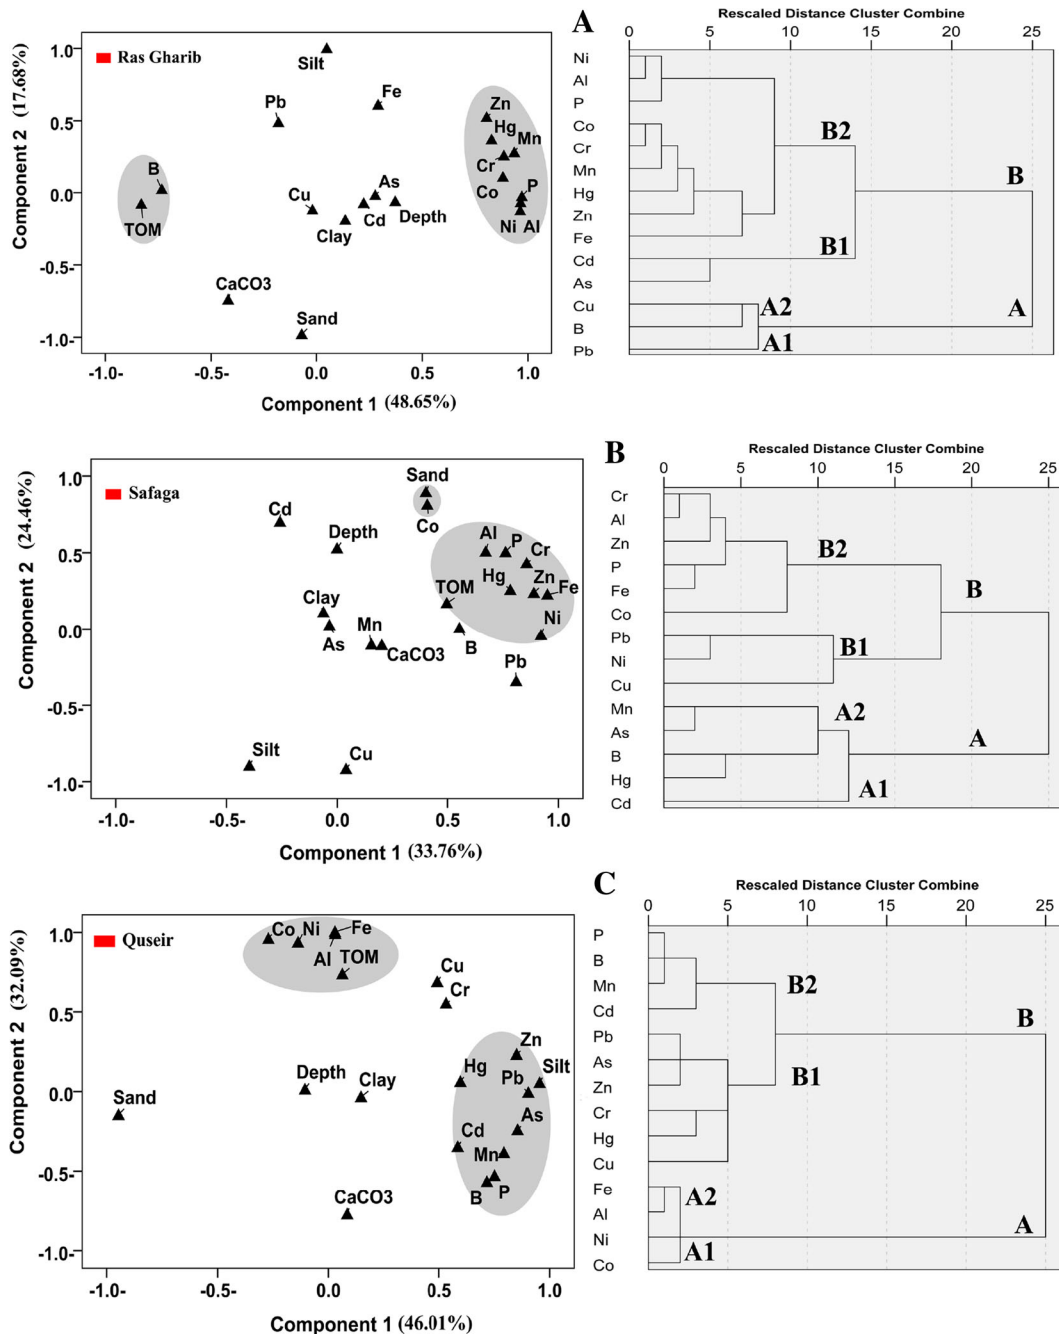 Ras Gharib
Component 2 (17.68%)
1.0
0.5
0.0
-0.5-
-1.0-
Silt
Pb
Fe
Zn
Hg
Mn
Cr
Co
P
Ni Al
B
TOM
Cu
As
Cd
Depth
Clay
CaCO3
Sand
-1.0- -0.5- 0.0 0.5 1.0
Component 1 (48.65%)
A
Rescaled Distance Cluster Combine
0 5 10 15 20 25
Ni
Al
P
Co
Cr
Mn
Hg
Zn
Fe
Cd
As
Cu
B
Pb
B2
B
B1
A2
A
A1
Safaga
Component 2 (24.46%)
1.0
0.5
0.0
-0.5-
-1.0-
Sand
Co
Cd
Depth
Al
P
Cr
Hg
Zn
Fe
TOM
Ni
Clay
As
Mn
CaCO3
B
Pb
Silt
Cu
-1.0- -0.5- 0.0 0.5 1.0
Component 1 (33.76%)
B
Rescaled Distance Cluster Combine
0 5 10 15 20 25
Cr
Al
Zn
P
Fe
Co
Pb
Ni
Cu
Mn
As
B
Hg
Cd
B2
B
B1
A2
A
A1
Quseir
Component 2 (32.09%)
1.0
0.5
0.0
-0.5-
-1.0-
Co Ni Fe
Al TOM
Cu
Cr
Zn
Hg
Silt
Pb
Depth
Clay
Sand
As
Cd
Mn
B P
CaCO3
-1.0- -0.5- 0.0 0.5 1.0
Component 1 (46.01%)
C
Rescaled Distance Cluster Combine
0 5 10 15 20 25
P
B
Mn
Cd
Pb
As
Zn
Cr
Hg
Cu
Fe
Al
Ni
Co
B2
B
B1
A2
A
A1